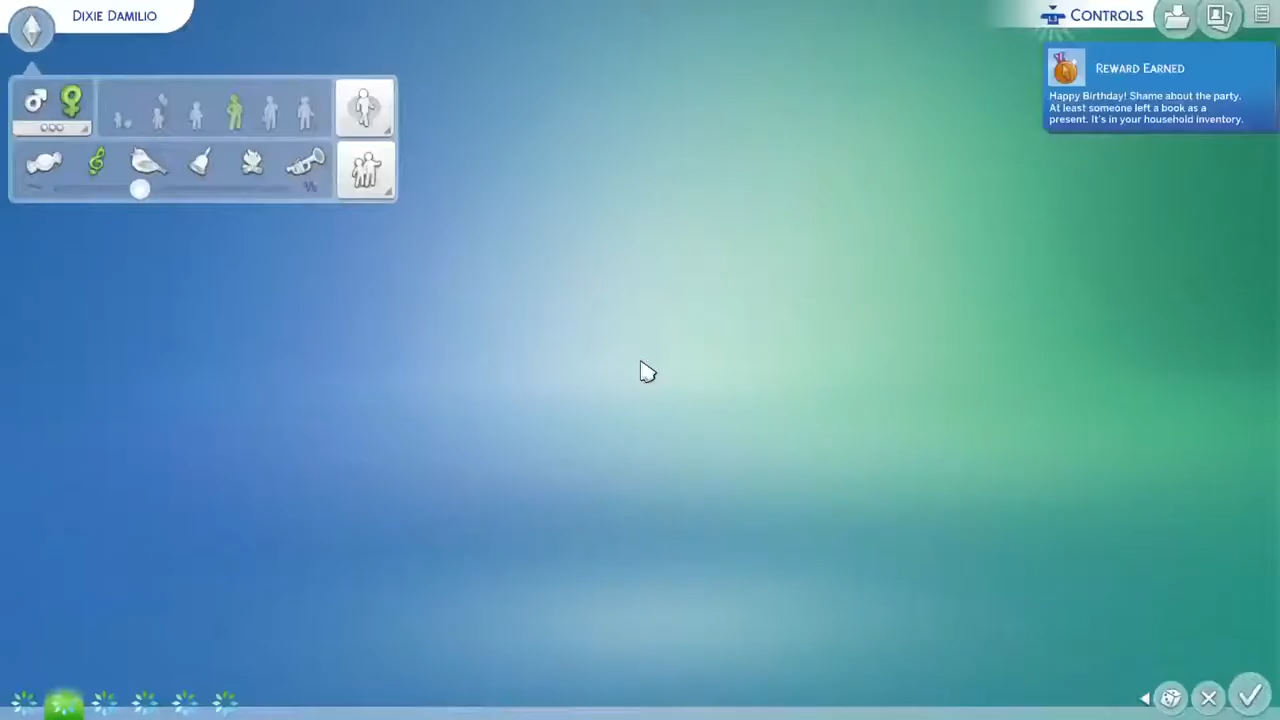 Dixie Damilio
Controls
Reward Earned
Happy Birthday! Shame about the party.
At least someone left a book as a
present. It's in your household inventory.